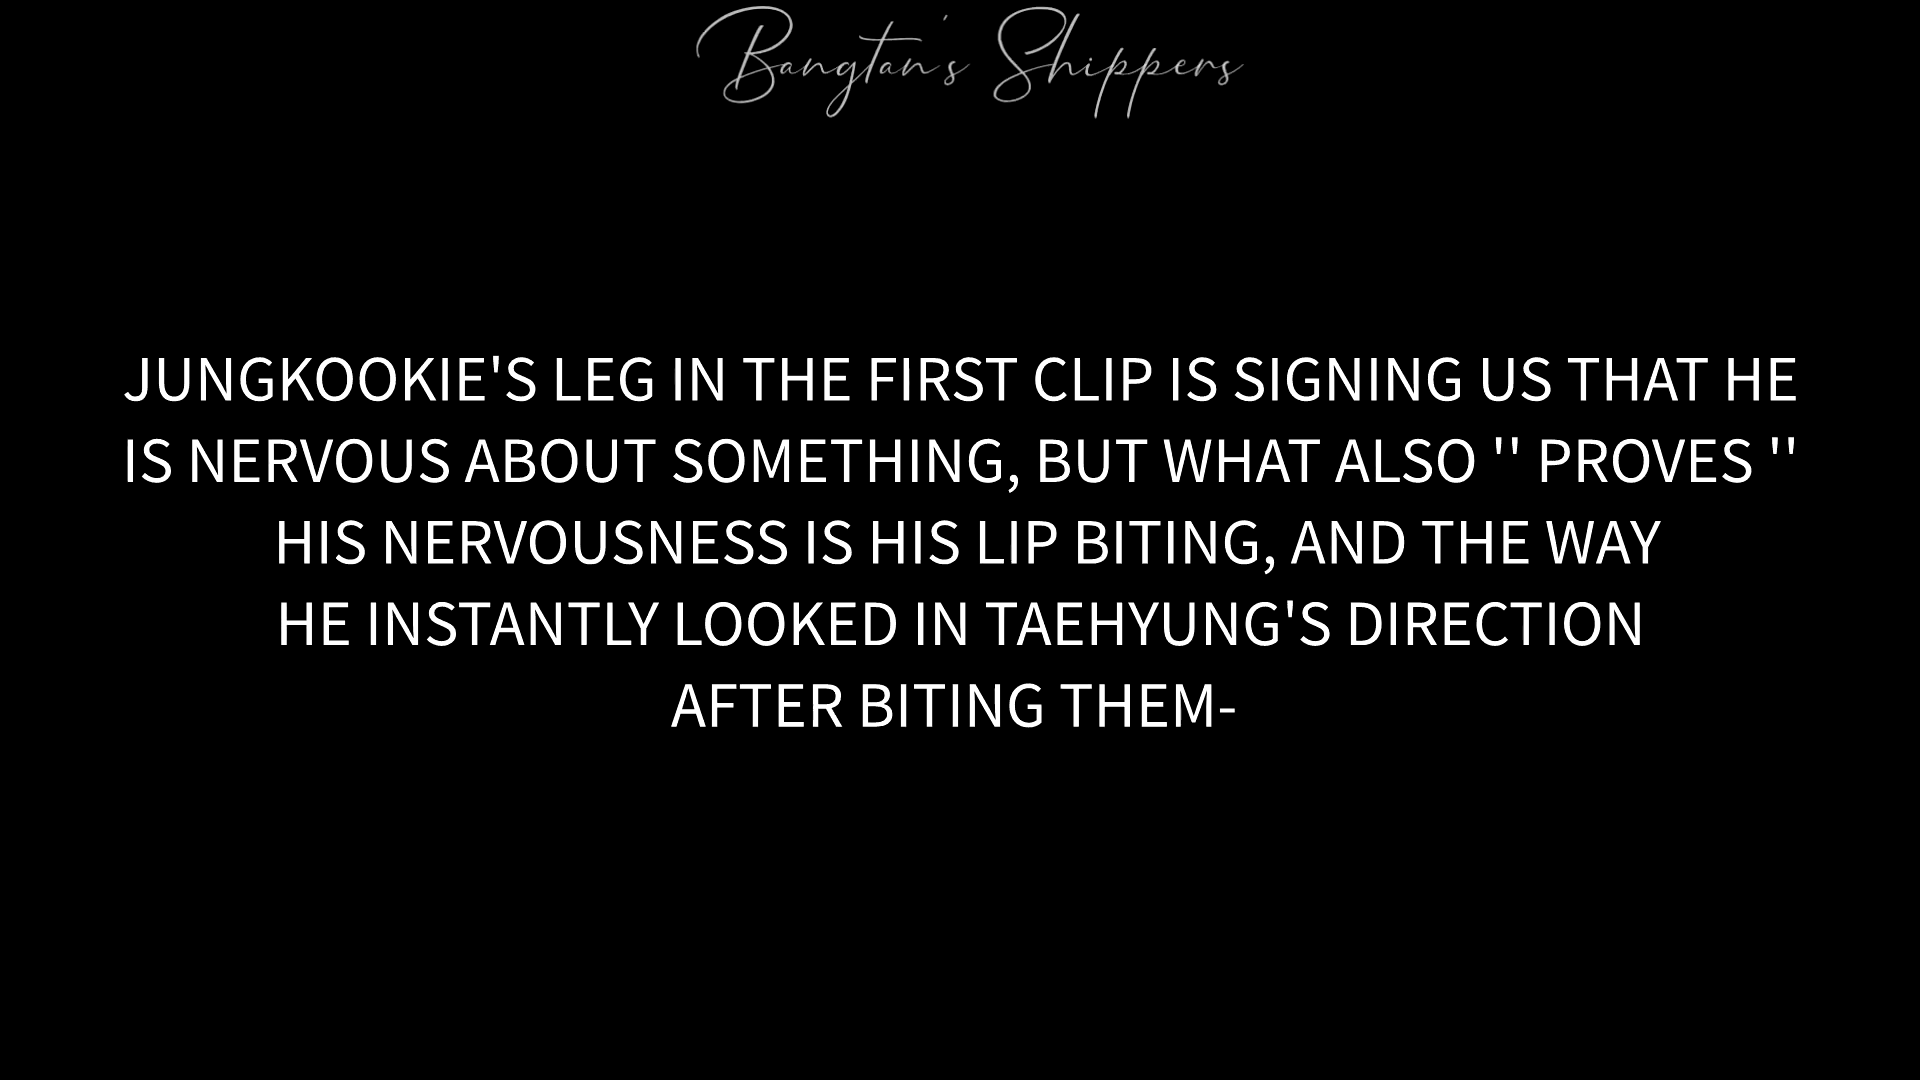 Bangtan's Shippers
JUNGKOOKIE'S LEG IN THE FIRST CLIP IS SIGNING US THAT HE
IS NERVOUS ABOUT SOMETHING, BUT WHAT ALSO '' PROVES ''
HIS NERVOUSNESS IS HIS LIP BITING, AND THE WAY
HE INSTANTLY LOOKED IN TAEHYUNG'S DIRECTION
AFTER BITING THEM-